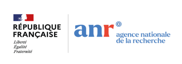 RÉPUBLIQUE
FRANÇAISE
Liberté
Égalité
Fraternité
anr
agence nationale
de la recherche